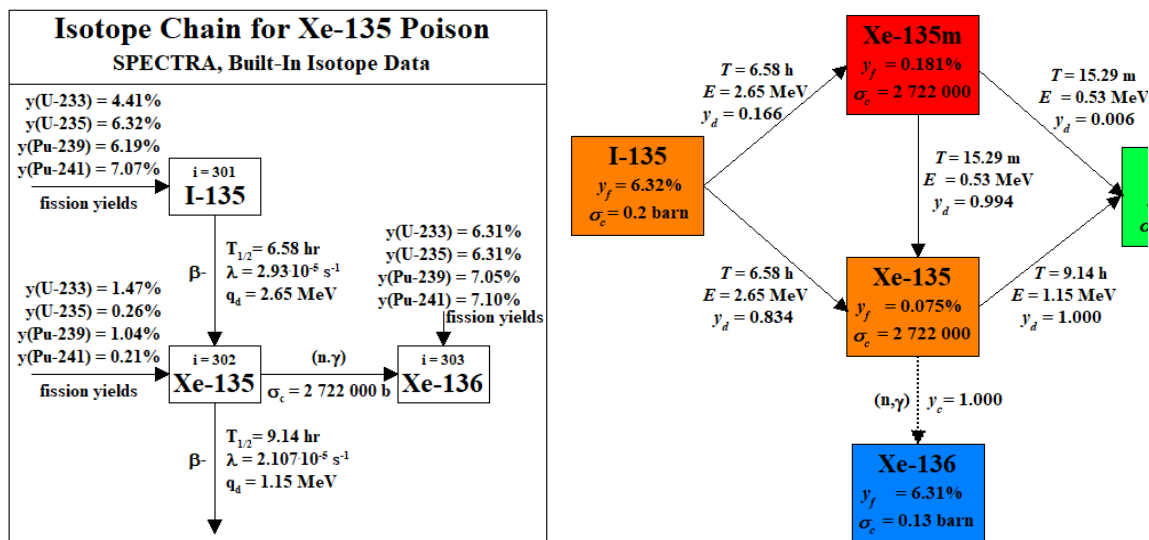 Isotope Chain for Xe-135 Poison
SPECTRA, Built-In Isotope Data
y(U-233) = 4.41%
y(U-235) = 6.32%
y(Pu-239) = 6.19%
y(Pu-241) = 7.07%
fission yields
i = 301
I-135
β-
T1/2= 6.58 hr
λ = 2.93·10-5 s-1
qd = 2.65 MeV
y(U-233) = 6.31%
y(U-235) = 6.31%
y(Pu-239) = 7.05%
y(Pu-241) = 7.10%
fission yields
y(U-233) = 1.47%
y(U-235) = 0.26%
y(Pu-239) = 1.04%
y(Pu-241) = 0.21%
fission yields
i = 302
Xe-135
(n.γ)
σc = 2 722 000 b
i = 303
Xe-136
β-
T1/2= 9.14 hr
λ = 2.107·10-5 s-1
qd = 1.15 MeV
Xe-135m
yf = 0.181%
σc = 2 722 000
T = 6.58 h
E = 2.65 MeV
yd = 0.166
T = 15.29 m
E = 0.53 MeV
yd = 0.006
I-135
yf = 6.32%
σc = 0.2 barn
T = 15.29 m
E = 0.53 MeV
yd = 0.994
σ
T = 6.58 h
E = 2.65 MeV
yd = 0.834
Xe-135
yf = 0.075%
σc = 2 722 000
T = 9.14 h
E = 1.15 MeV
yd = 1.000
(n,γ) yc = 1.000
Xe-136
yf = 6.31%
σc = 0.13 barn